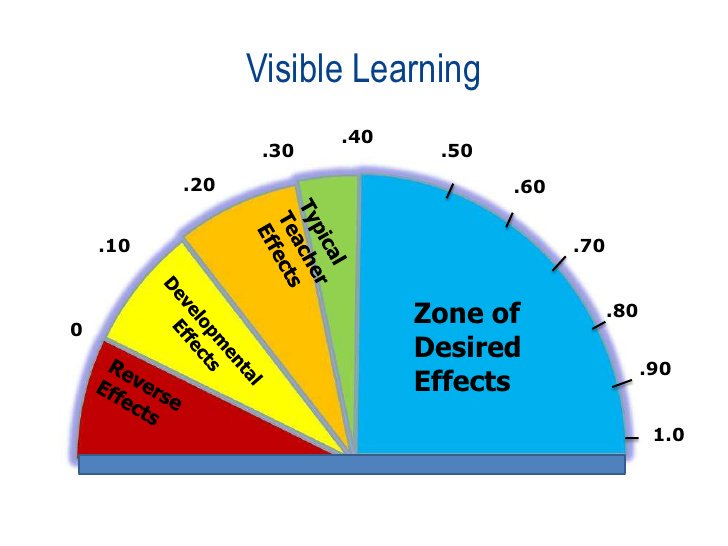 Visible Learning
0
.10
.20
.30
.40
.50
.60
.70
.80
.90
1.0
Reverse
Effects
Developmental
Effects
Typical
Teacher
Effects
Zone of
Desired
Effects